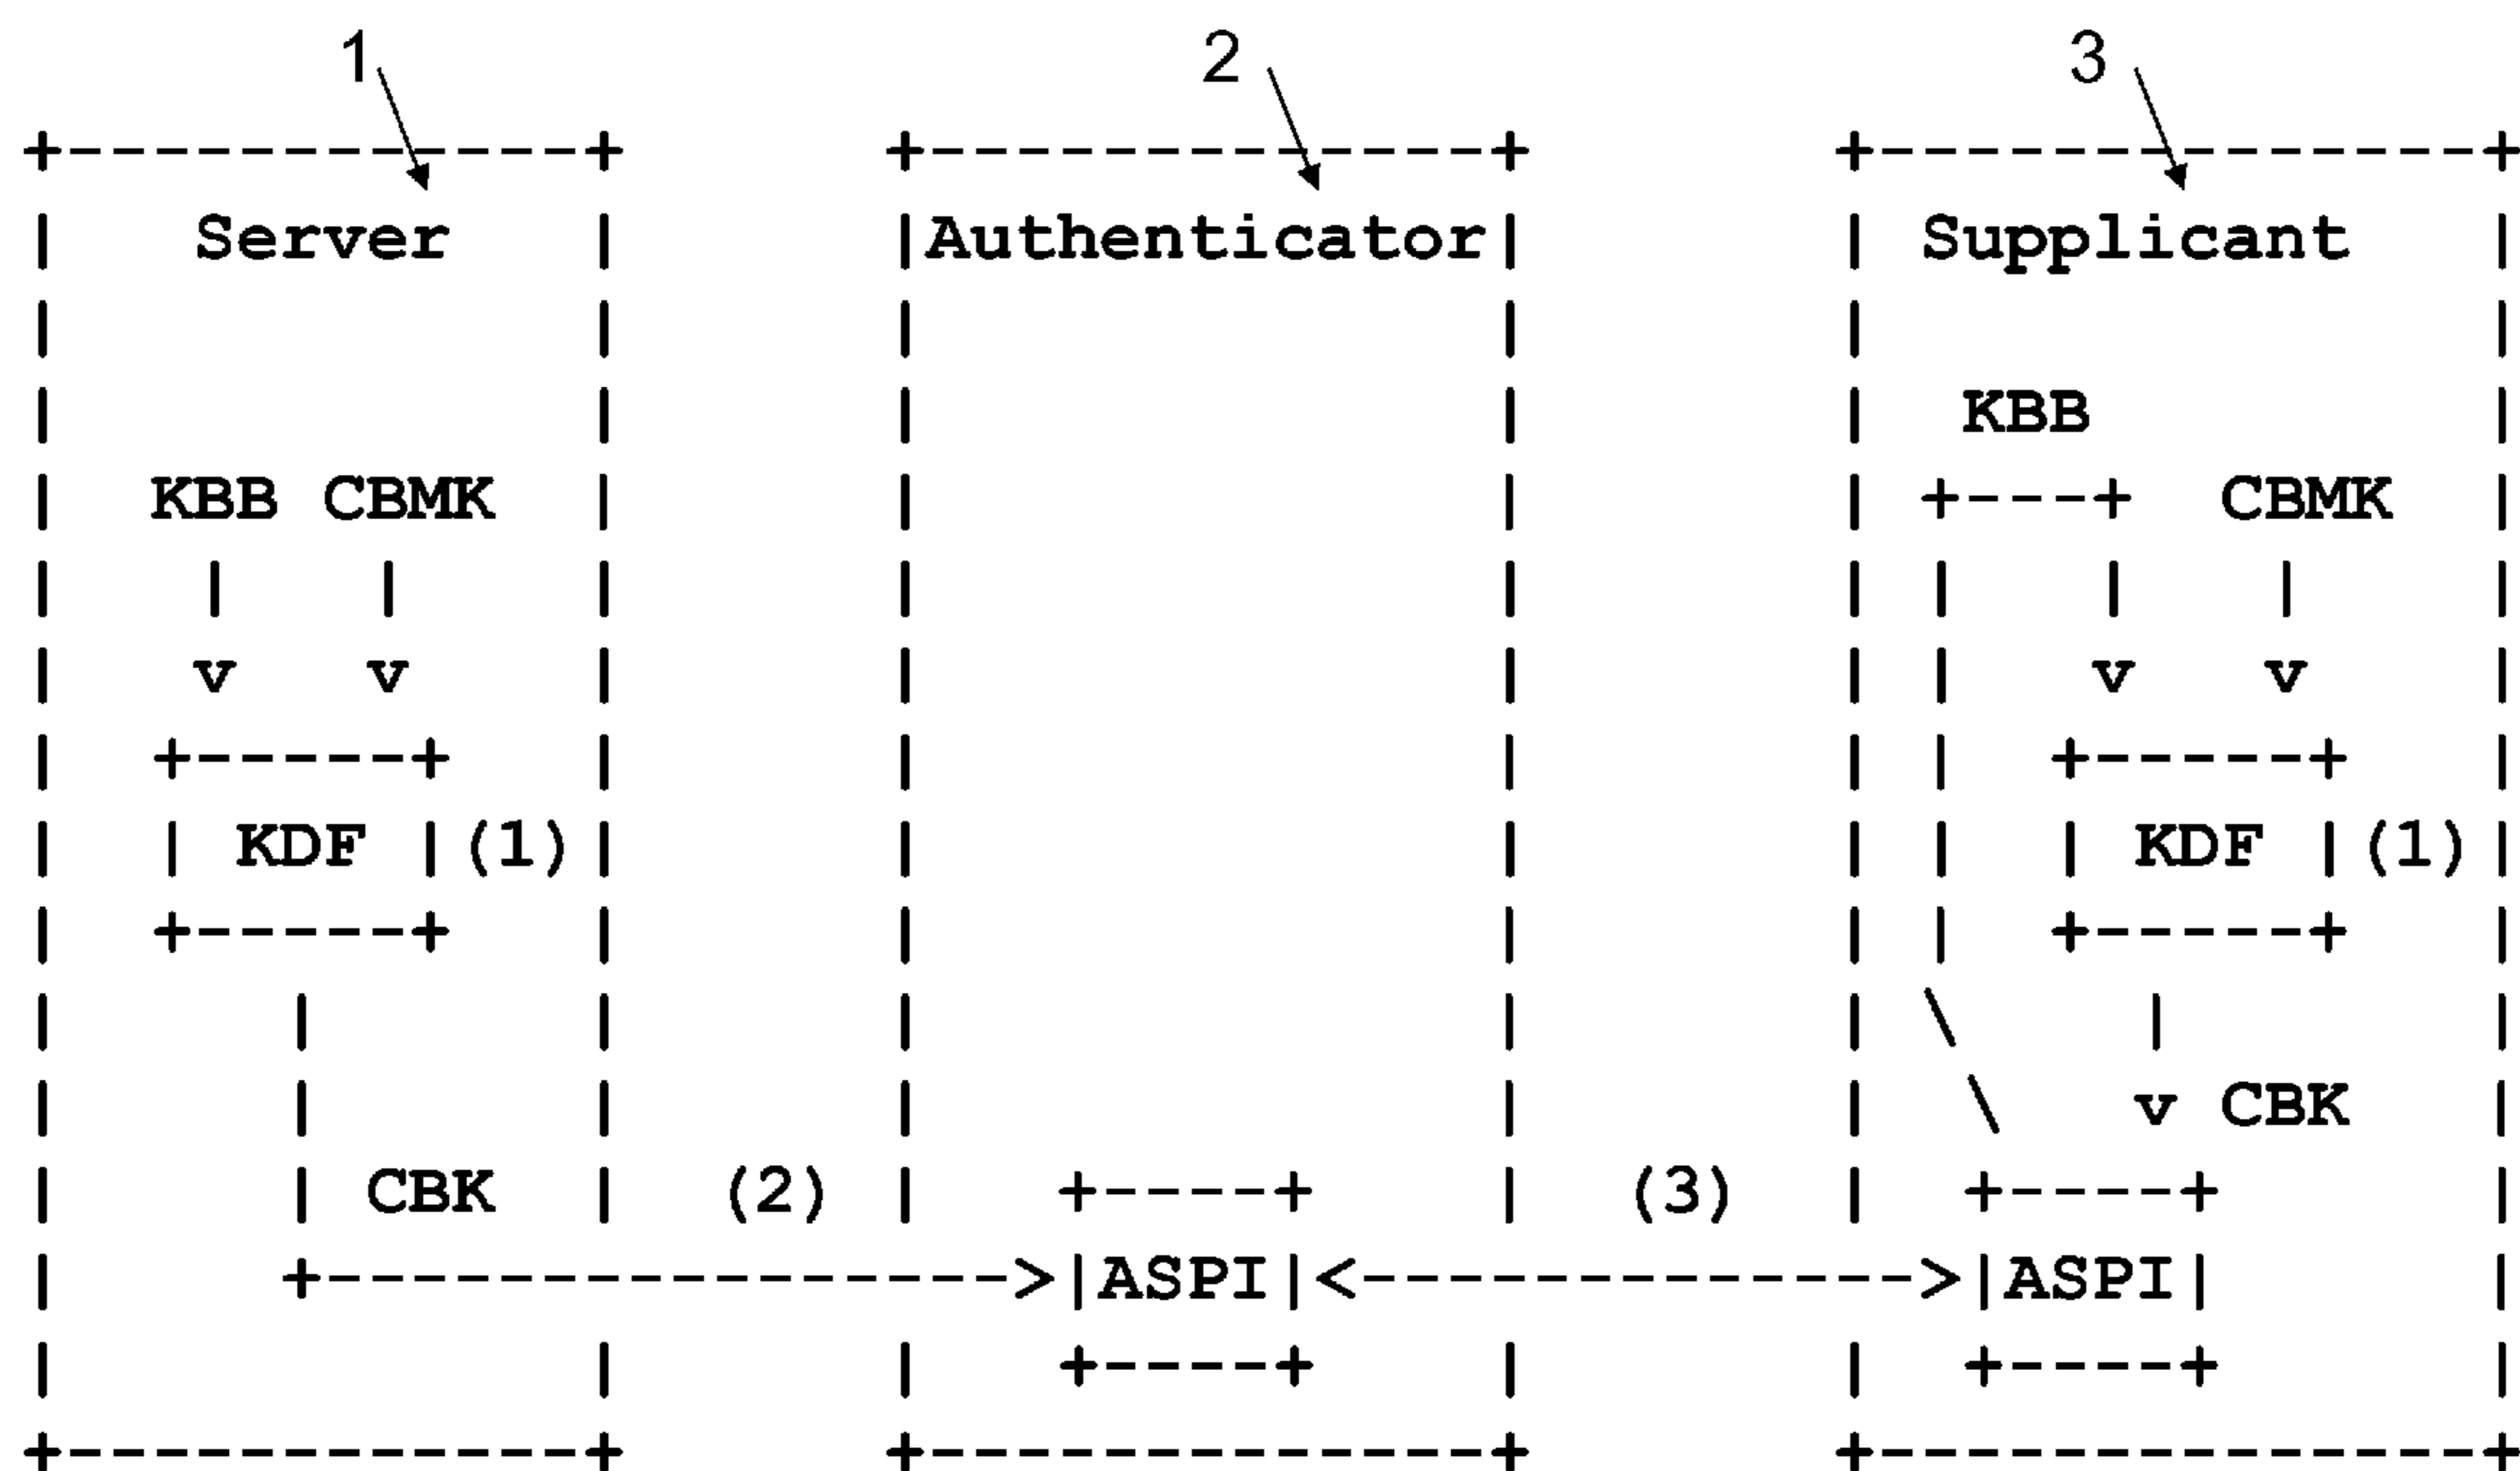 1 2 3
+-------------+ +--------------+ +---------------+
| Server | |Authenticator| | Supplicant |
| | | | | |
| | | | | KBB |
| KBB CBMK | | | | +---+ CBMK |
| | | | | | | | | | |
| v v | | | | | v v |
| +------+ | | | | | +------+ |
| | KDF | (1) | | | | | | KDF | (1) |
| +------+ | | | | | +------+ |
| | | | | | \ | |
| | | | | | \ v CBK |
| | CBK | (2) | +-----+ | (3) | +-----+ |
| +----------------->|ASPI|<------------->|ASPI| |
| | | +-----+ | | +-----+ |
+-------------+ +--------------+ +---------------+